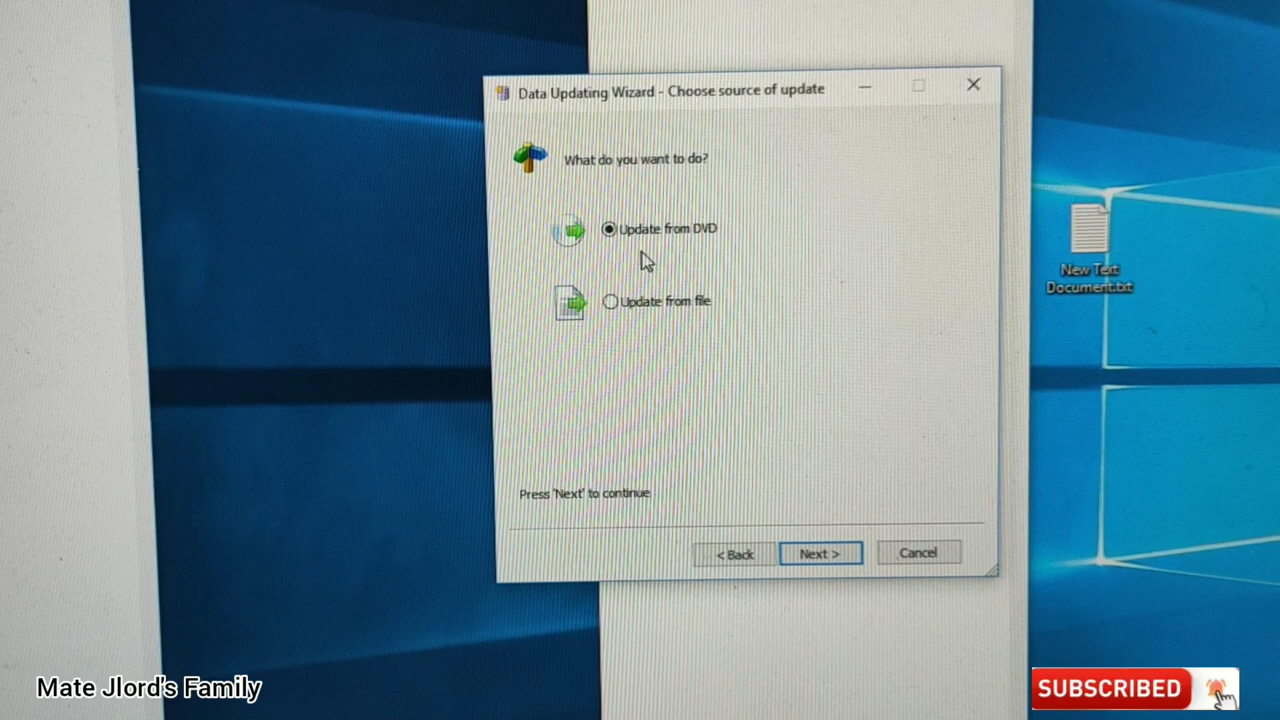 Data Updating Wizard - Choose source of update
What do you want to do?
Update from DVD
Update from file
New Text
Document.txt
Press 'Next' to continue
< Back
Next >
Cancel
Mate Jlord's Family
SUBSCRIBED